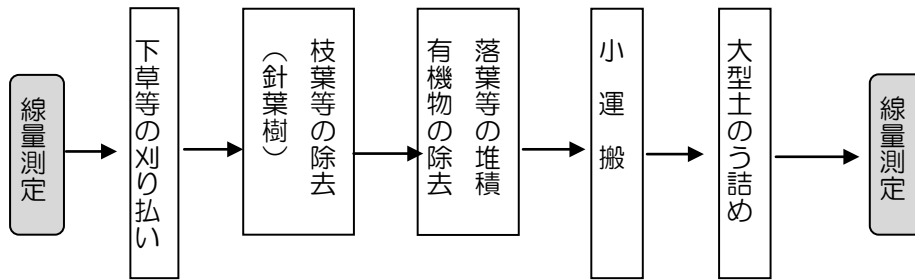 線量測定
下草等の刈り払い
枝葉等の除去
（針葉樹）
落葉等の堆積
有機物の除去
小運搬
大型土のう詰め
線量測定